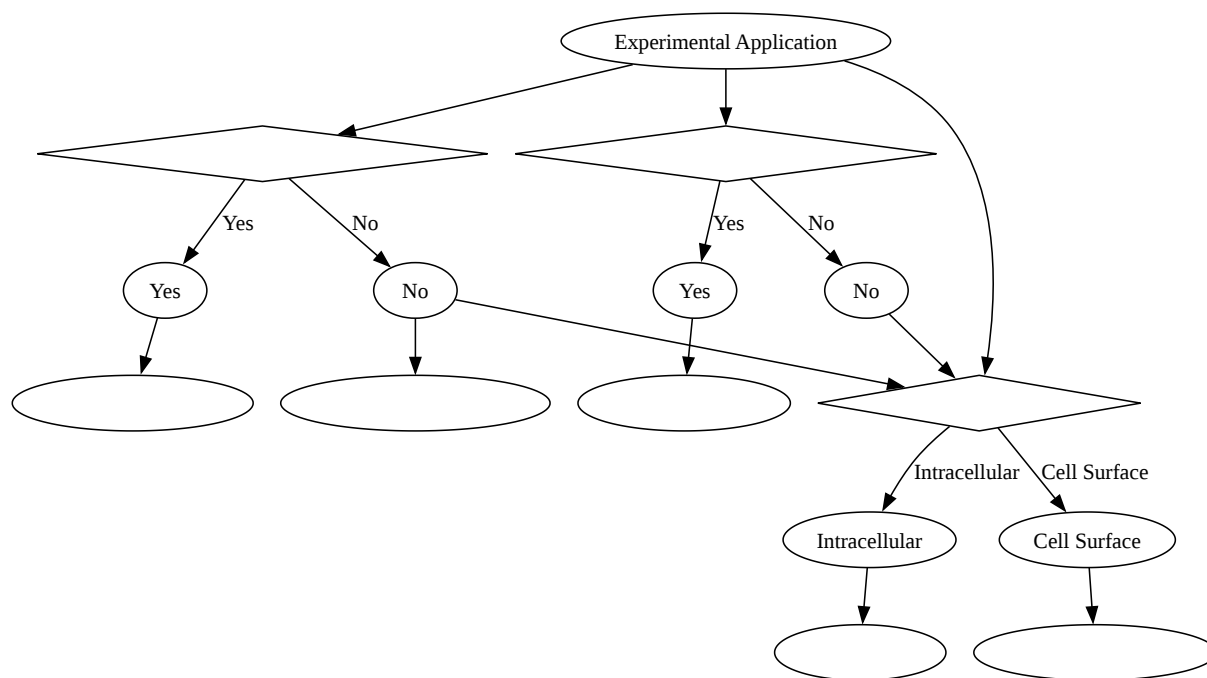 Experimental Application
Yes
No
Yes
No
Yes
No
Yes
No
Intracellular
Cell Surface
Intracellular
Cell Surface